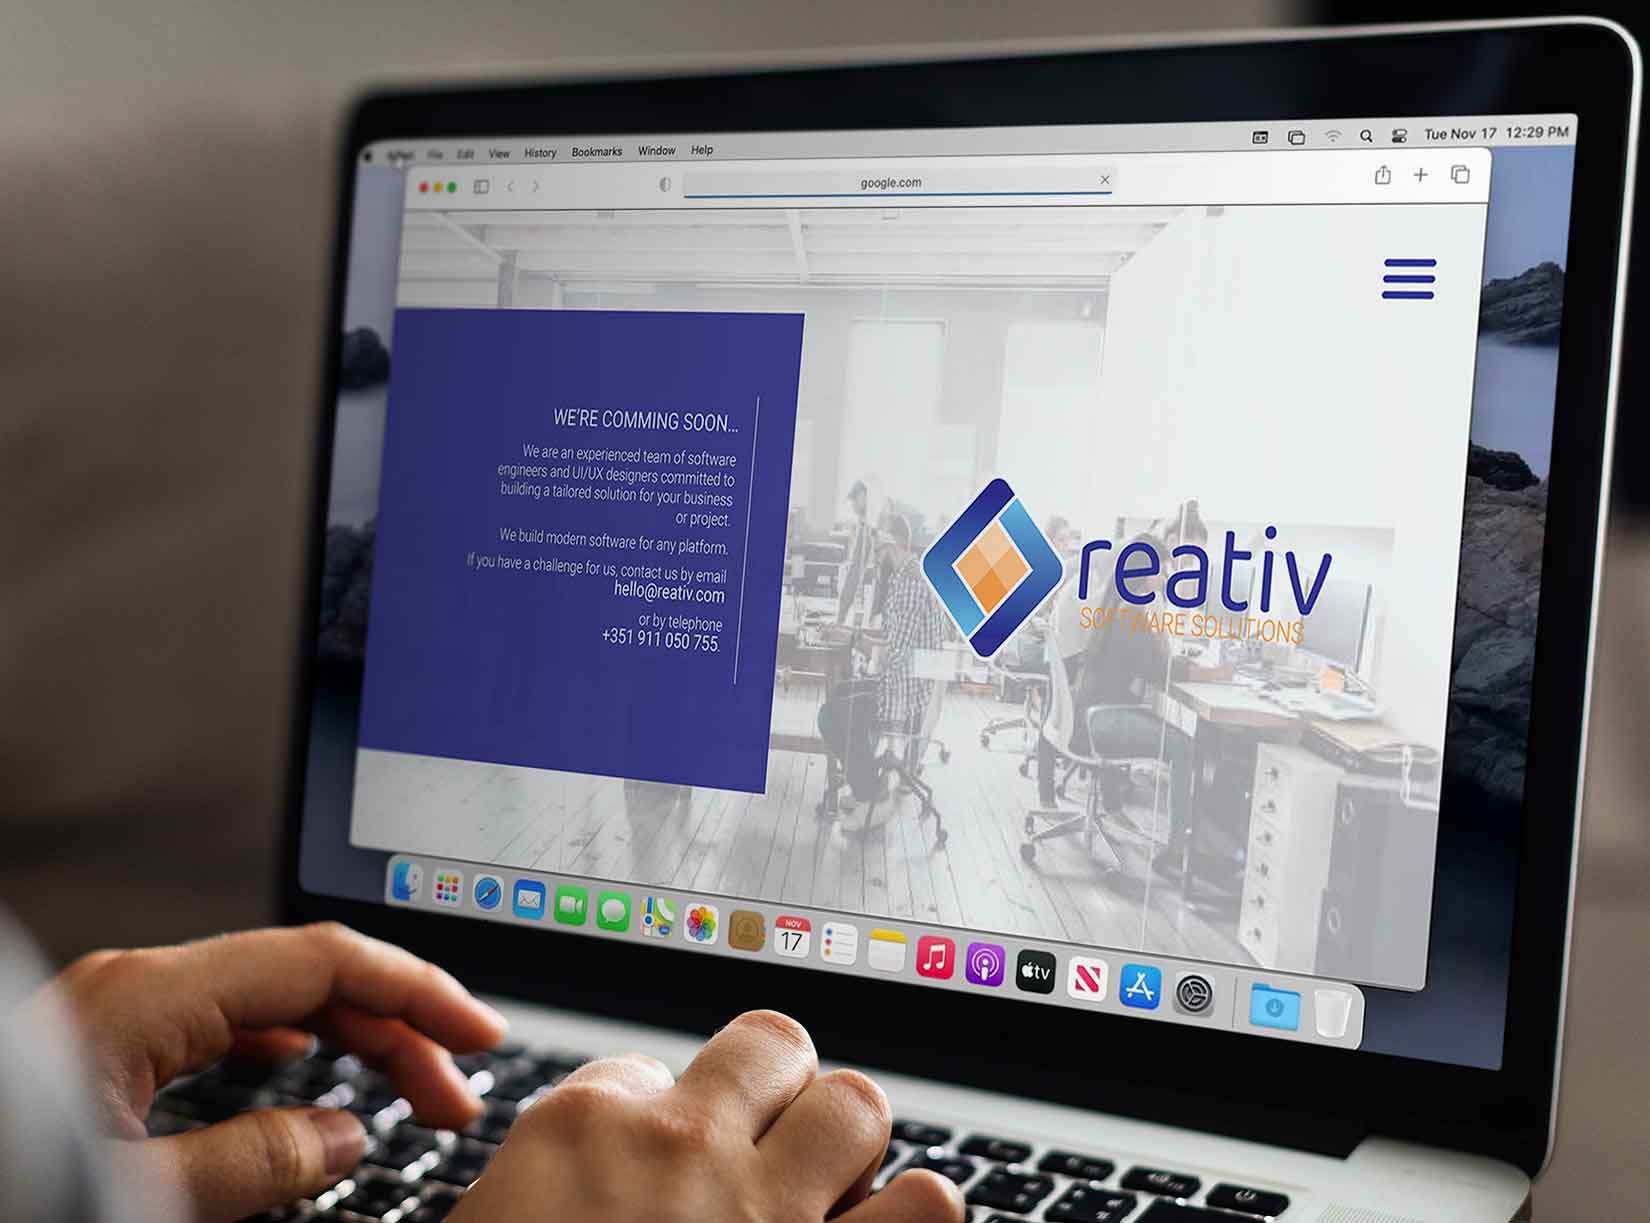 File Edit View History Bookmarks Window Help
Tue Nov 17 12:29 PM
google.com
WE'RE COMMING SOON...
We are an experienced team of software
engineers and UI/UX designers committed to
building a tailored solution for your business
or project.
We build modern software for any platform.
If you have a challenge for us, contact us by email
hello@reativ.com
or by telephone
+351 911 050 755.
reativ
SOFTWARE SOLUTIONS
NOV
17
tv